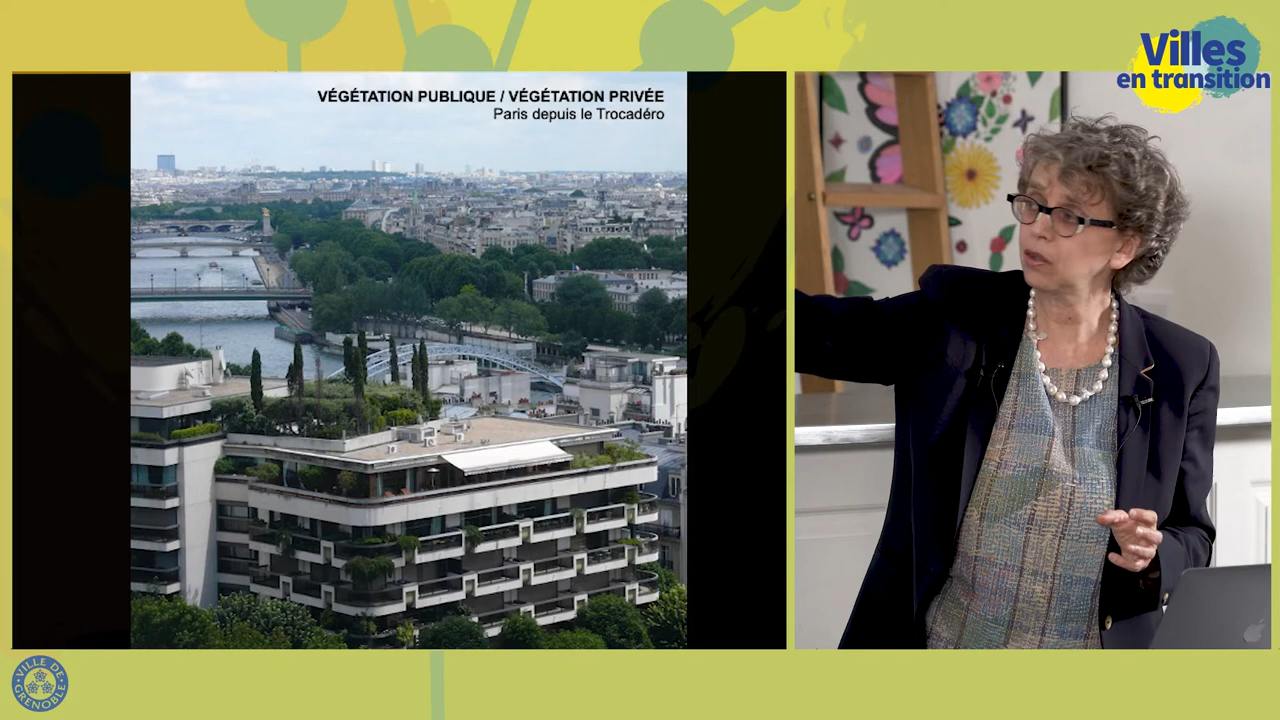 Villes
en transition
VÉGÉTATION PUBLIQUE / VÉGÉTATION PRIVÉE
Paris depuis le Trocadéro
VILLE DE
GRENOBLE